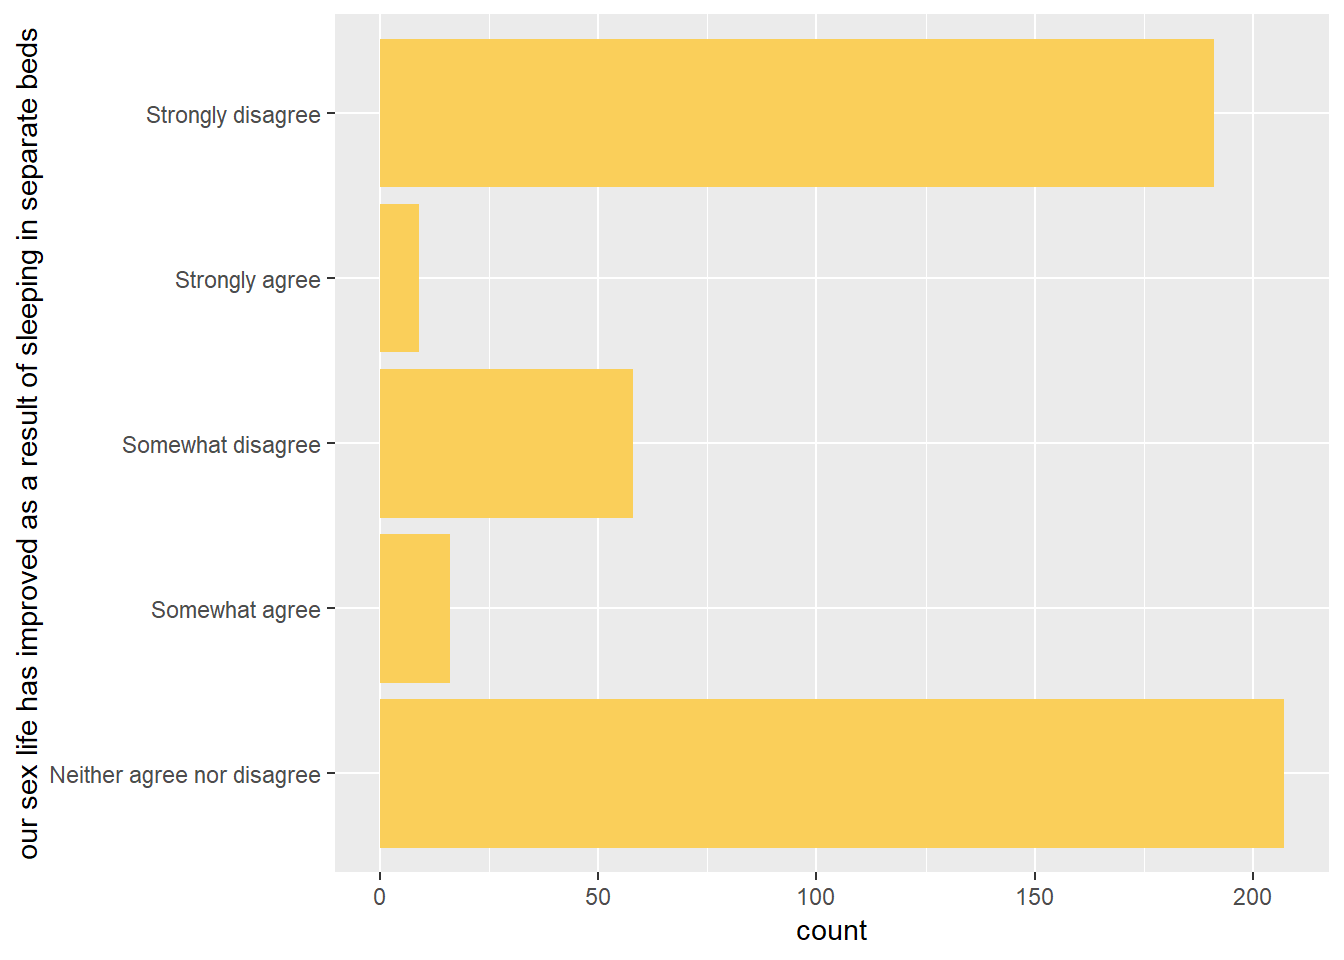 our sex life has improved as a result of sleeping in separate beds
Strongly disagree
Strongly agree
Somewhat disagree
Somewhat agree
Neither agree nor disagree
0 50 100 150 200
count